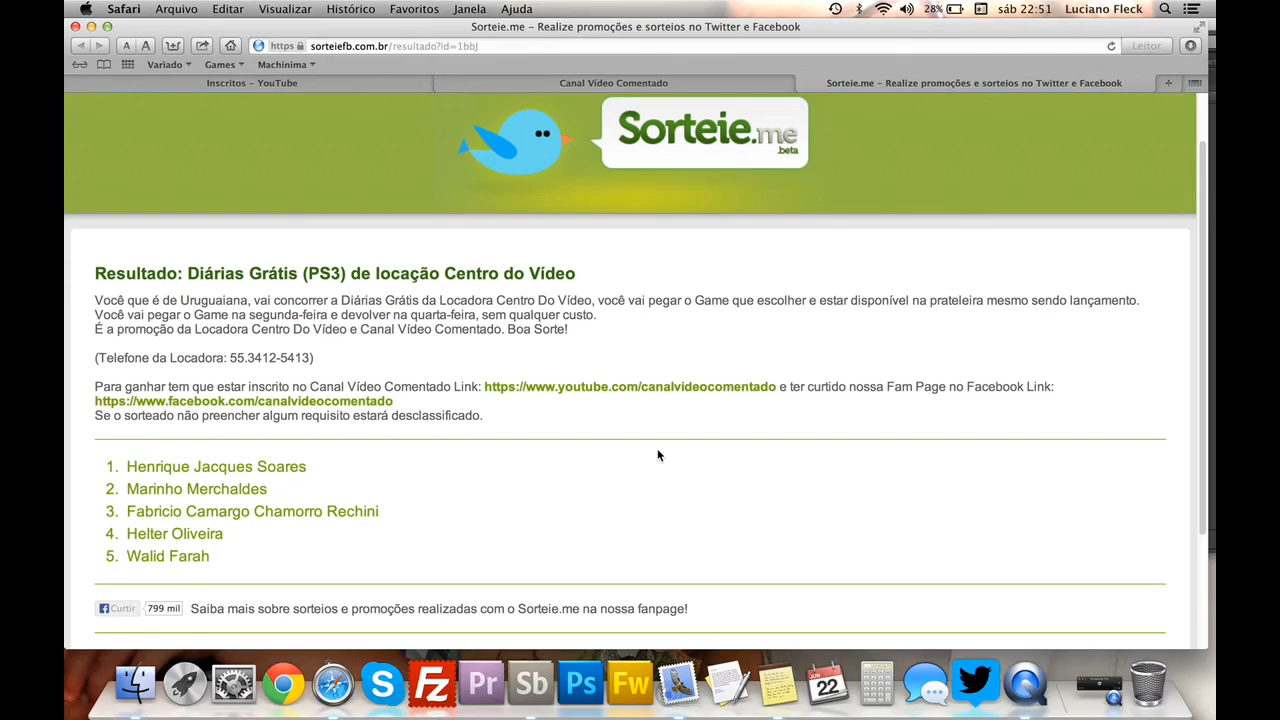 Safari Arquivo Editar Visualizar Histórico Favoritos Janela Ajuda 28% sáb 22:51 Luciano Fleck
Sorteie.me – Realize promoções e sorteios no Twitter e Facebook
A A https sorteiefb.com.br/resultado?id=1bbJ Leitor
Variado Games Machinima
Inscritos – YouTube Canal Vídeo Comentado Sorteie.me – Realize promoções e sorteios no Twitter e Facebook +
Sorteie.me
.beta
Resultado: Diárias Grátis (PS3) de locação Centro do Vídeo
Você que é de Uruguaiana, vai concorrer a Diárias Grátis da Locadora Centro Do Vídeo, você vai pegar o Game que escolher e estar disponível na prateleira mesmo sendo lançamento.
Você vai pegar o Game na segunda-feira e devolver na quarta-feira, sem qualquer custo.
É a promoção da Locadora Centro Do Vídeo e Canal Vídeo Comentado. Boa Sorte!
(Telefone da Locadora: 55.3412-5413)
Para ganhar tem que estar inscrito no Canal Vídeo Comentado Link: https://www.youtube.com/canalvideocomentado e ter curtido nossa Fam Page no Facebook Link:
https://www.facebook.com/canalvideocomentado
Se o sorteado não preencher algum requisito estará desclassificado.
1. Henrique Jacques Soares
2. Marinho Merchaldes
3. Fabricio Camargo Chamorro Rechini
4. Helter Oliveira
5. Walid Farah
Curtir 799 mil Saiba mais sobre sorteios e promoções realizadas com o Sorteie.me na nossa fanpage!
S Fz Pr Sb Ps Fw JUN 22